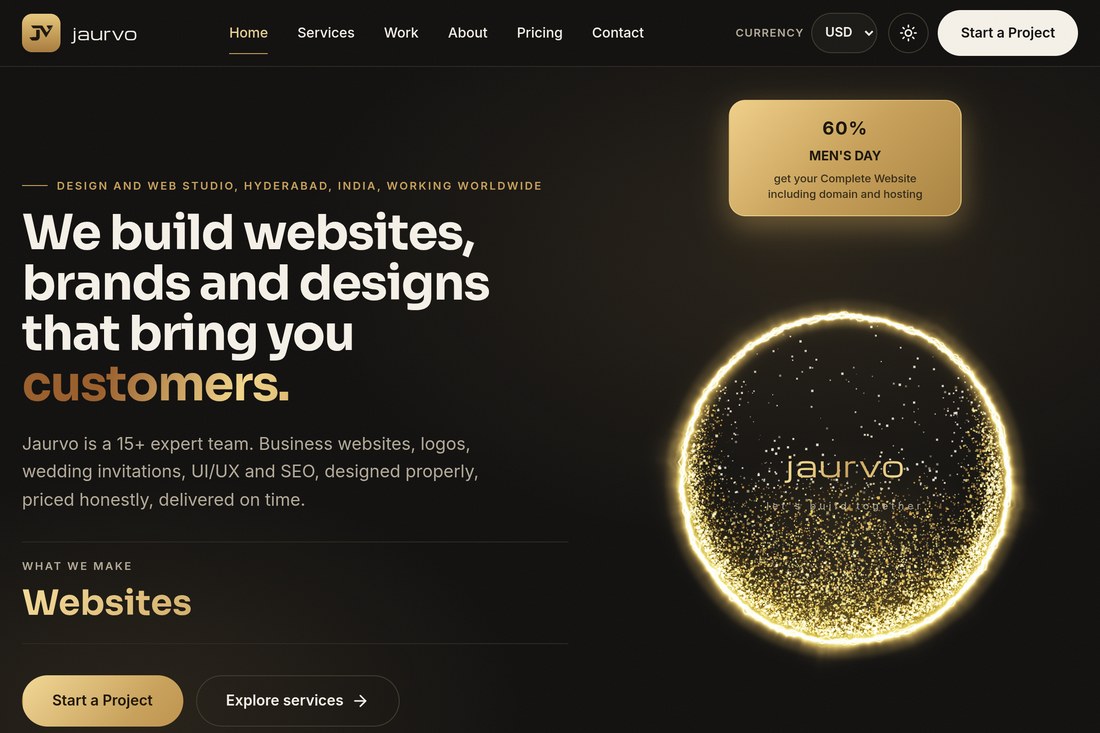 jaurvo
Home
Services
Work
About
Pricing
Contact
CURRENCY
USD
Start a Project
60%
MEN'S DAY
get your Complete Website
including domain and hosting
DESIGN AND WEB STUDIO, HYDERABAD, INDIA, WORKING WORLDWIDE
We build websites,
brands and designs
that bring you
customers.
Jaurvo is a 15+ expert team. Business websites, logos,
wedding invitations, UI/UX and SEO, designed properly,
priced honestly, delivered on time.
jaurvo
let's build together
WHAT WE MAKE
Websites
Start a Project
Explore services